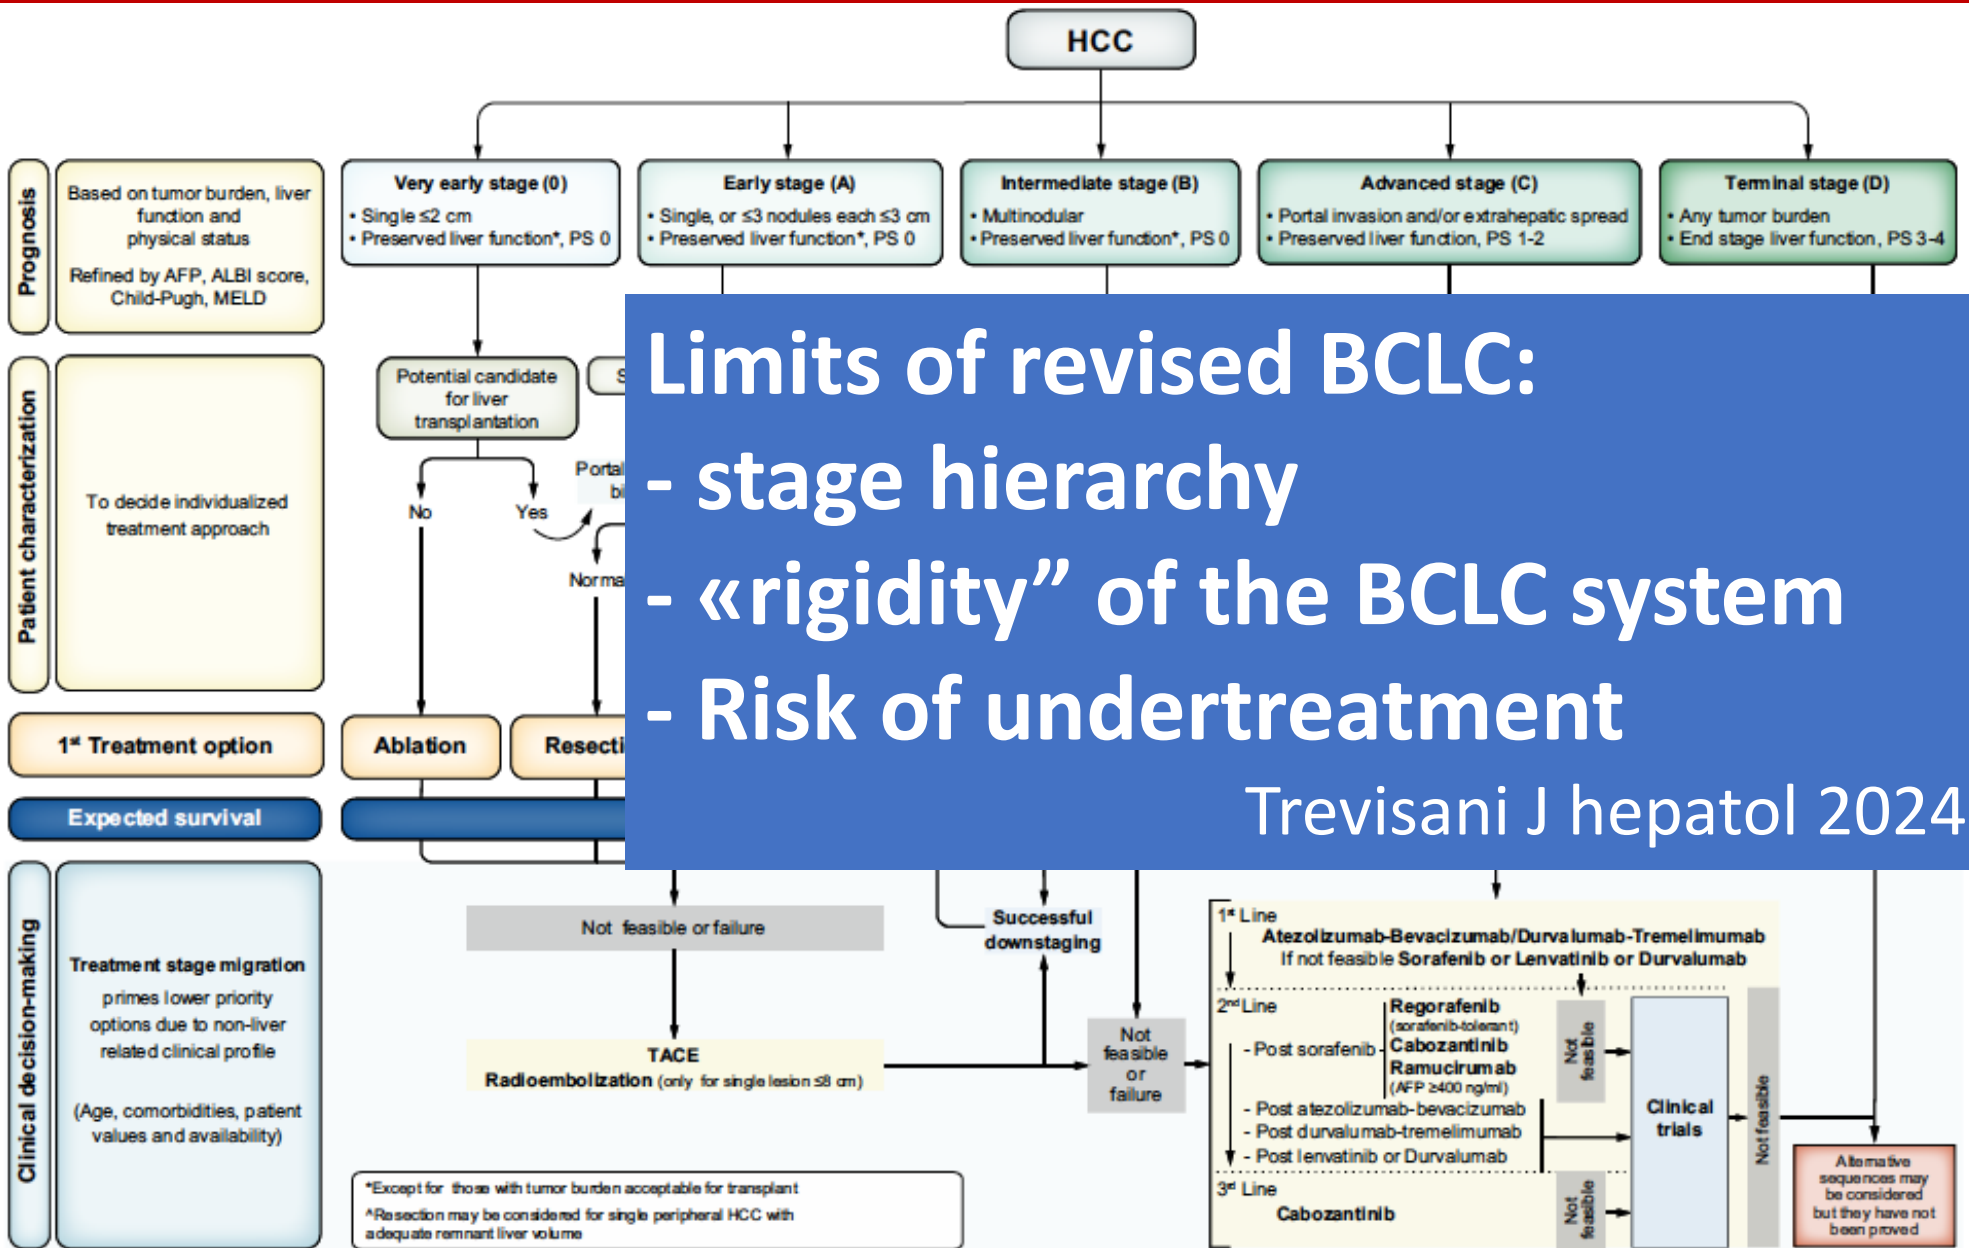 HCC
Prognosis
Based on tumor burden, liver
function and
physical status
Refined by AFP, ALBI score,
Child-Pugh, MELD
Very early stage (0)
• Single ≤2 cm
• Preserved liver function*, PS 0
Early stage (A)
• Single, or ≤3 nodules each ≤3 cm
• Preserved liver function*, PS 0
Intermediate stage (B)
• Multinodular
• Preserved liver function*, PS 0
Advanced stage (C)
• Portal invasion and/or extrahepatic spread
• Preserved liver function, PS 1-2
Terminal stage (D)
• Any tumor burden
• End stage liver function, PS 3-4
Patient characterization
To decide individualized
treatment approach
Potential candidate
for liver
transplantation
S
No
Yes
Portal
bi
Norma
Limits of revised BCLC:
- stage hierarchy
- «rigidity” of the BCLC system
- Risk of undertreatment
Trevisani J hepatol 2024
1st Treatment option
Ablation
Resecti
Expected survival
Clinical decision-making
Treatment stage migration
primes lower priority
options due to non-liver
related clinical profile
(Age, comorbidities, patient
values and availability)
Not feasible or failure
TACE
Radioembolization (only for single lesion ≤8 cm)
Successful
downstaging
Not
feasible
or
failure
1st Line
Atezolizumab-Bevacizumab/Durvalumab-Tremelimumab
If not feasible Sorafenib or Lenvatinib or Durvalumab
2nd Line
- Post sorafenib
Regorafenib
(sorafenib-tolerant)
Cabozantinib
Ramucirumab
(AFP ≥400 ng/ml)
- Post atezolizumab-bevacizumab
- Post durvalumab-tremelimumab
- Post lenvatinib or Durvalumab
Not
feasible
3rd Line
Cabozantinib
Not
feasible
Clinical
trials
Not feasible
Alternative
sequences may
be considered
but they have not
been proved
*Except for those with tumor burden acceptable for transplant
^Resection may be considered for single peripheral HCC with
adequate remnant liver volume